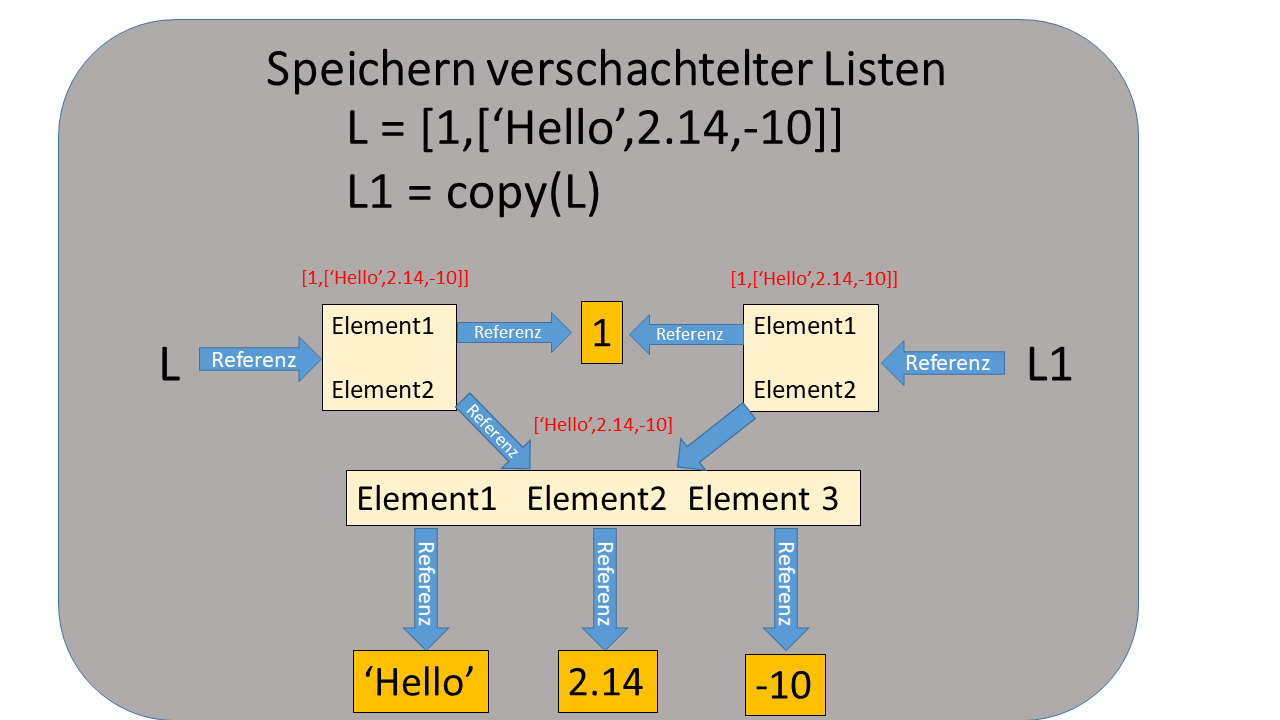 Speichern verschachtelter Listen
L = [1,[‘Hello’,2.14,-10]]
L1 = copy(L)
[1,[‘Hello’,2.14,-10]]
[1,[‘Hello’,2.14,-10]]
L
Referenz
Element1
Element2
Referenz
1
Referenz
Element1
Element2
Referenz
L1
Referenz
[‘Hello’,2.14,-10]
Element1 Element2 Element 3
Referenz
Referenz
Referenz
‘Hello’
2.14
-10